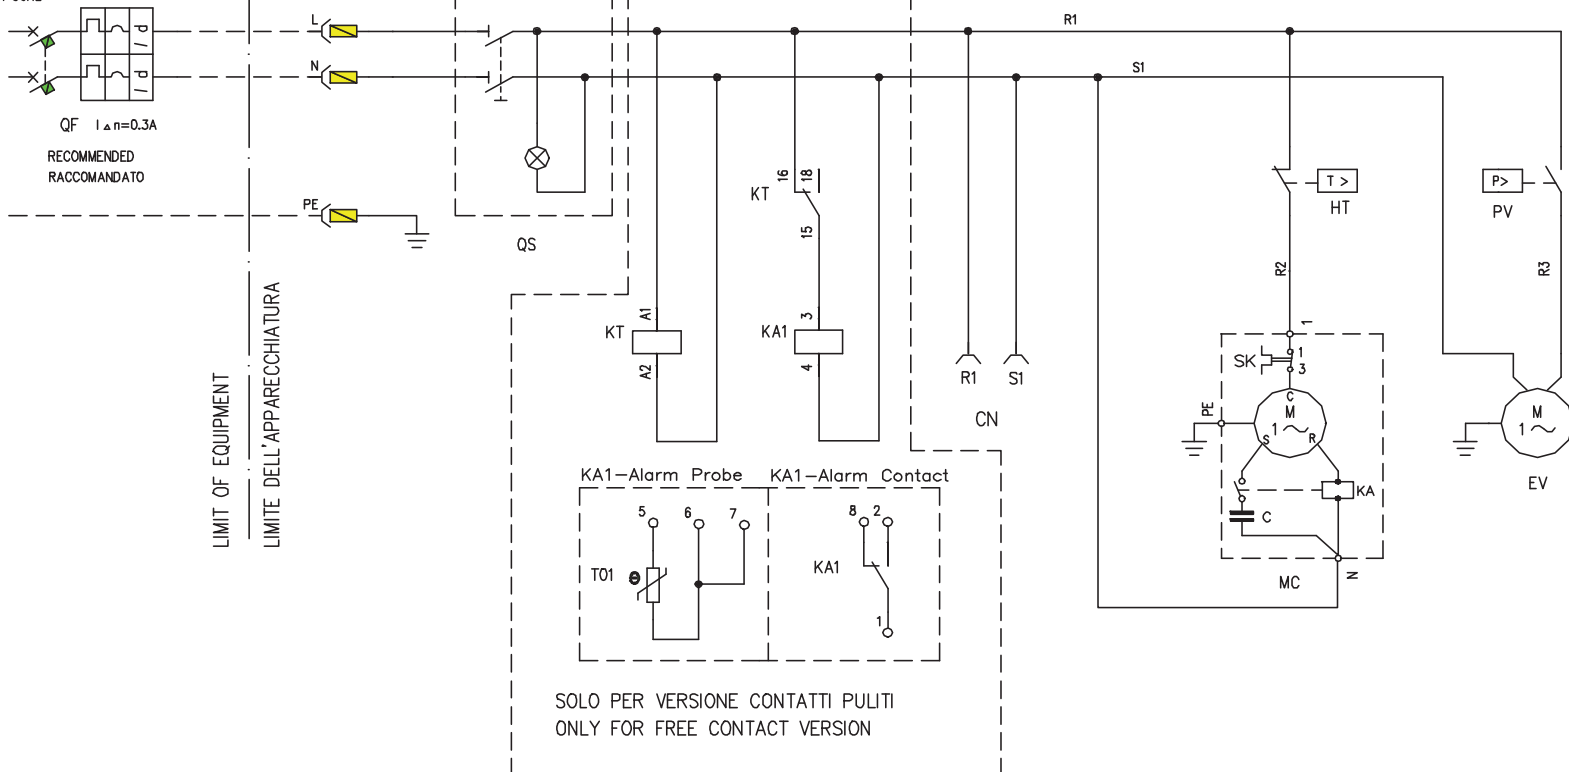 L
R1
N
S1
QF I△n=0.3A
RECOMMENDED
RACCOMANDATO
PE
QS
LIMIT OF EQUIPMENT
LIMITE DELL'APPARECCHIATURA
KT
A1
A2
KT
16
18
15
KA1
3
4
R1
S1
CN
T >
HT
R2
P>
PV
R3
1
SK
1
3
C
M
1
S
R
PE
KA
C
MC
N
M
1
EV
KA1-Alarm Probe
KA1-Alarm Contact
5
6
7
T01
θ
8
2
KA1
1
SOLO PER VERSIONE CONTATTI PULITI
ONLY FOR FREE CONTACT VERSION